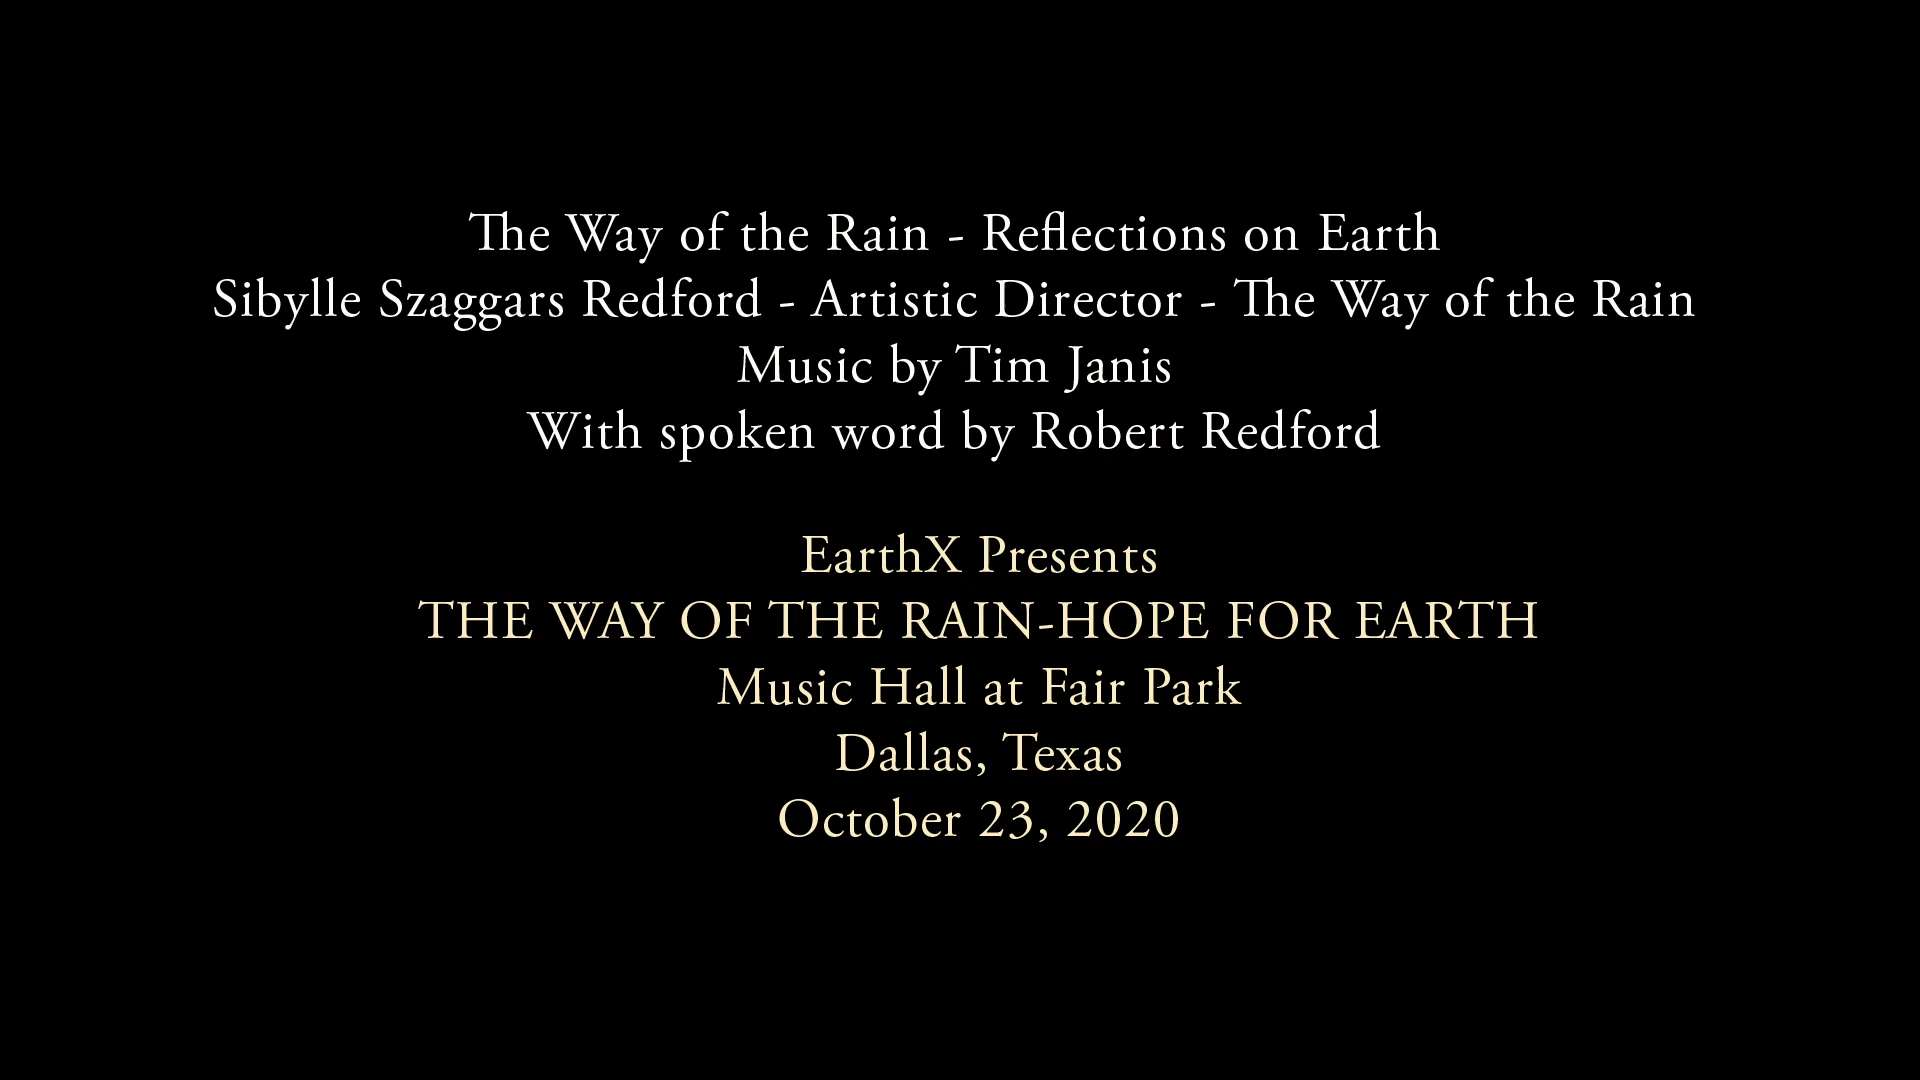 The Way of the Rain - Reflections on Earth
Sibylle Szaggars Redford - Artistic Director - The Way of the Rain
Music by Tim Janis
With spoken word by Robert Redford
EarthX Presents
THE WAY OF THE RAIN-HOPE FOR EARTH
Music Hall at Fair Park
Dallas, Texas
October 23, 2020